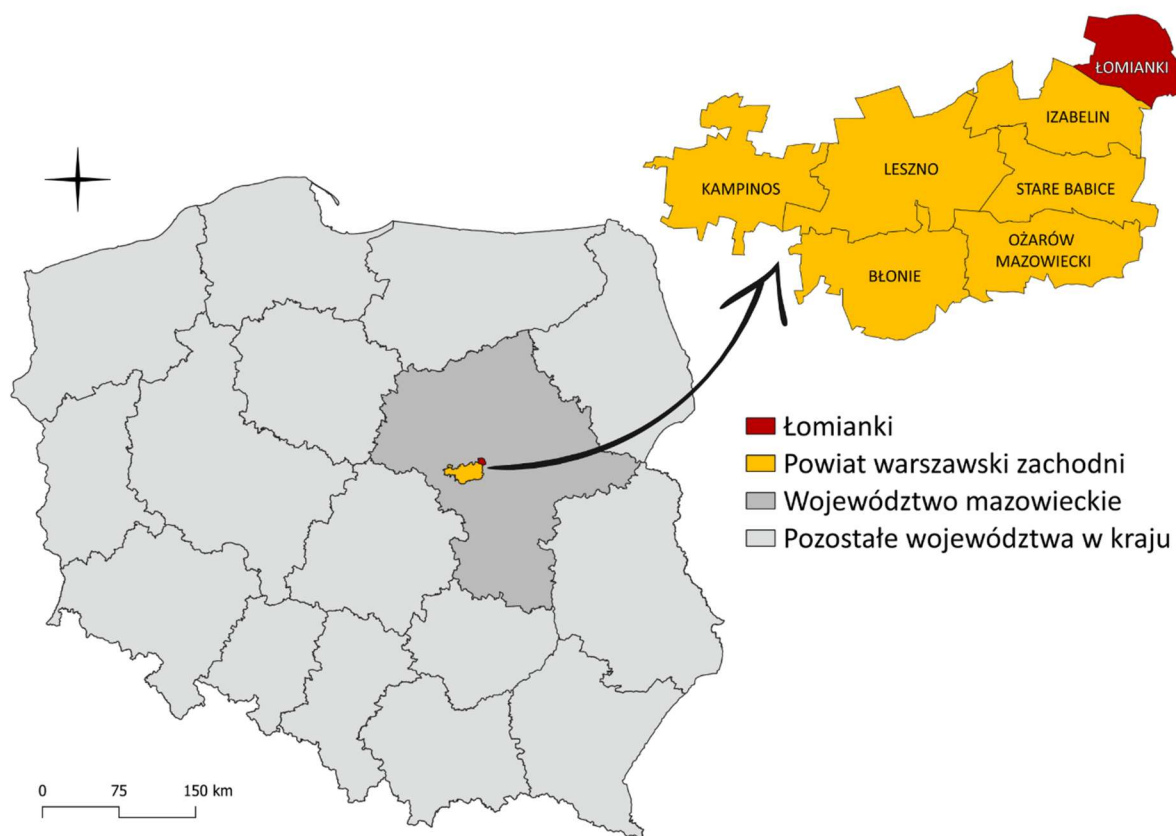 ŁOMIANKI
IZABELIN
LESZNO
KAMPINOS
STARE BABICE
OŻARÓW
MAZOWIECKI
BŁONIE
Łomianki
Powiat warszawski zachodni
Województwo mazowieckie
Pozostałe województwa w kraju
0 75 150 km